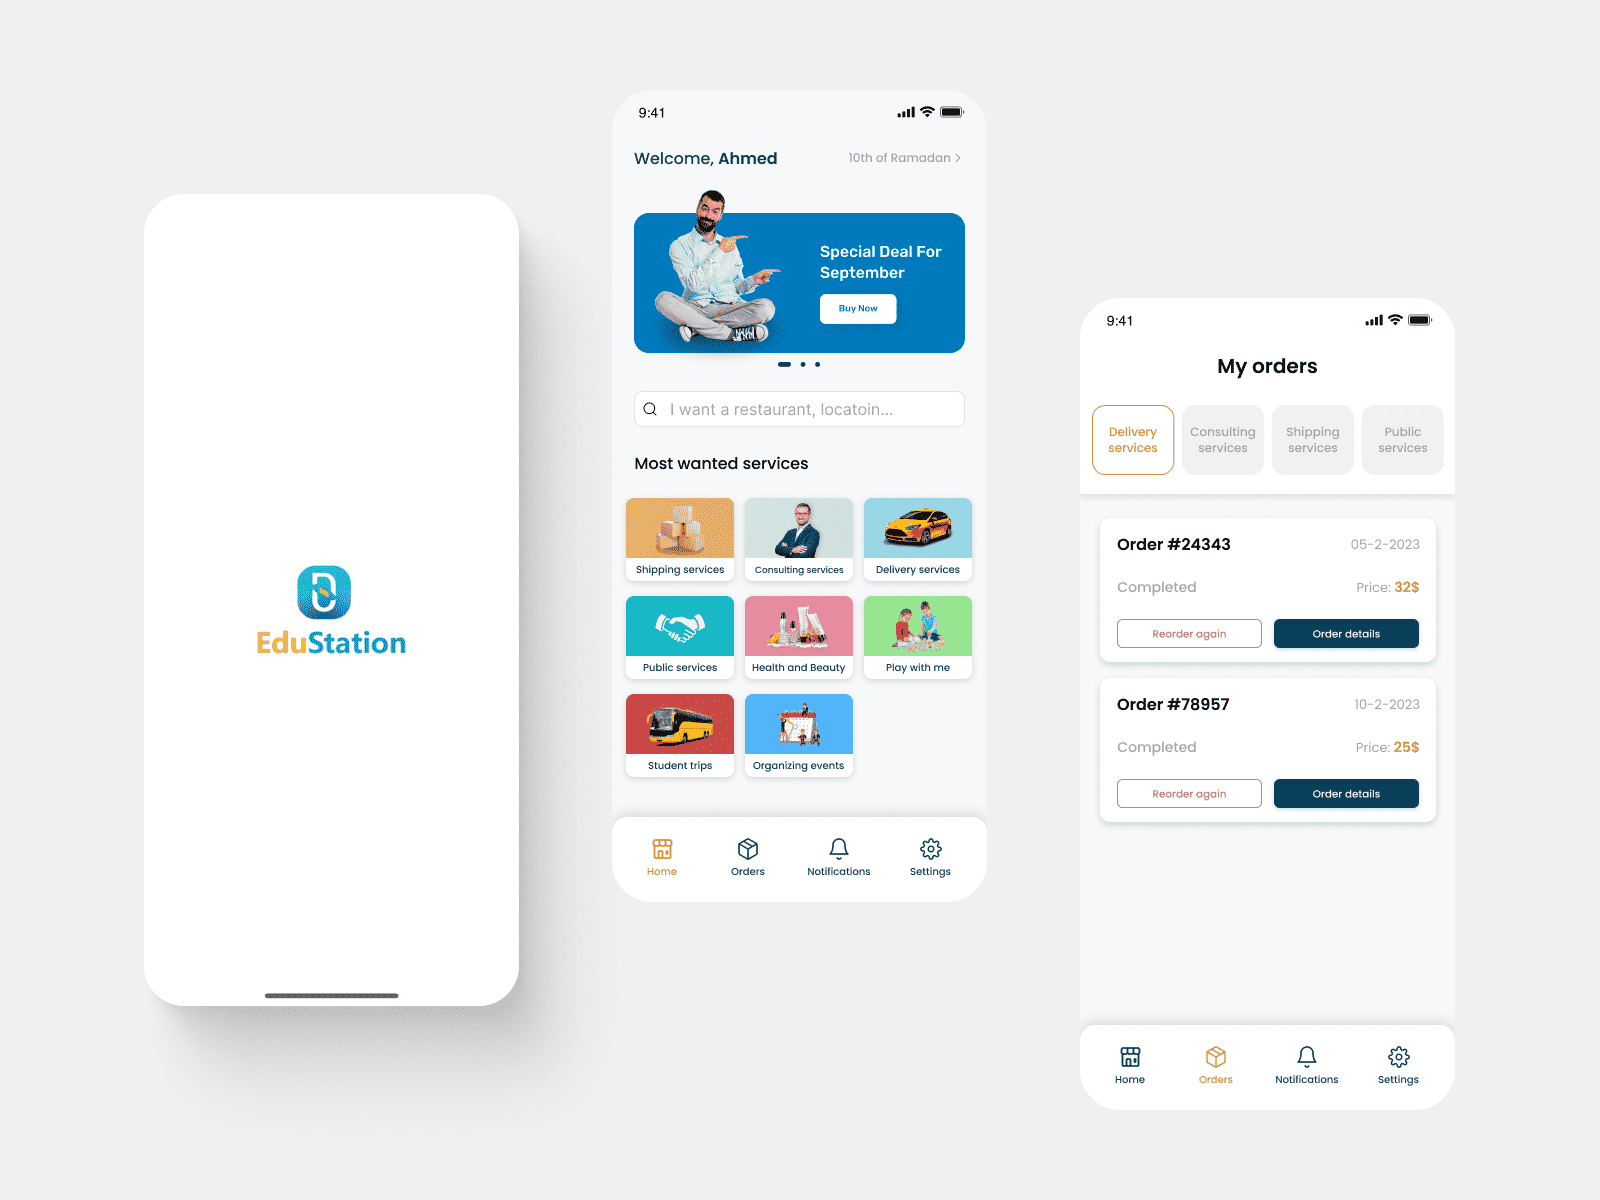 EduStation
9:41
Welcome, Ahmed
10th of Ramadan >
Special Deal For
September
Buy Now
I want a restaurant, locatoin...
Most wanted services
Shipping services
Consulting services
Delivery services
Public services
Health and Beauty
Play with me
Student trips
Organizing events
Home
Orders
Notifications
Settings
9:41
My orders
Delivery
services
Consulting
services
Shipping
services
Public
services
Order #24343
05-2-2023
Completed
Price: 32$
Reorder again
Order details
Order #78957
10-2-2023
Completed
Price: 25$
Reorder again
Order details
Home
Orders
Notifications
Settings